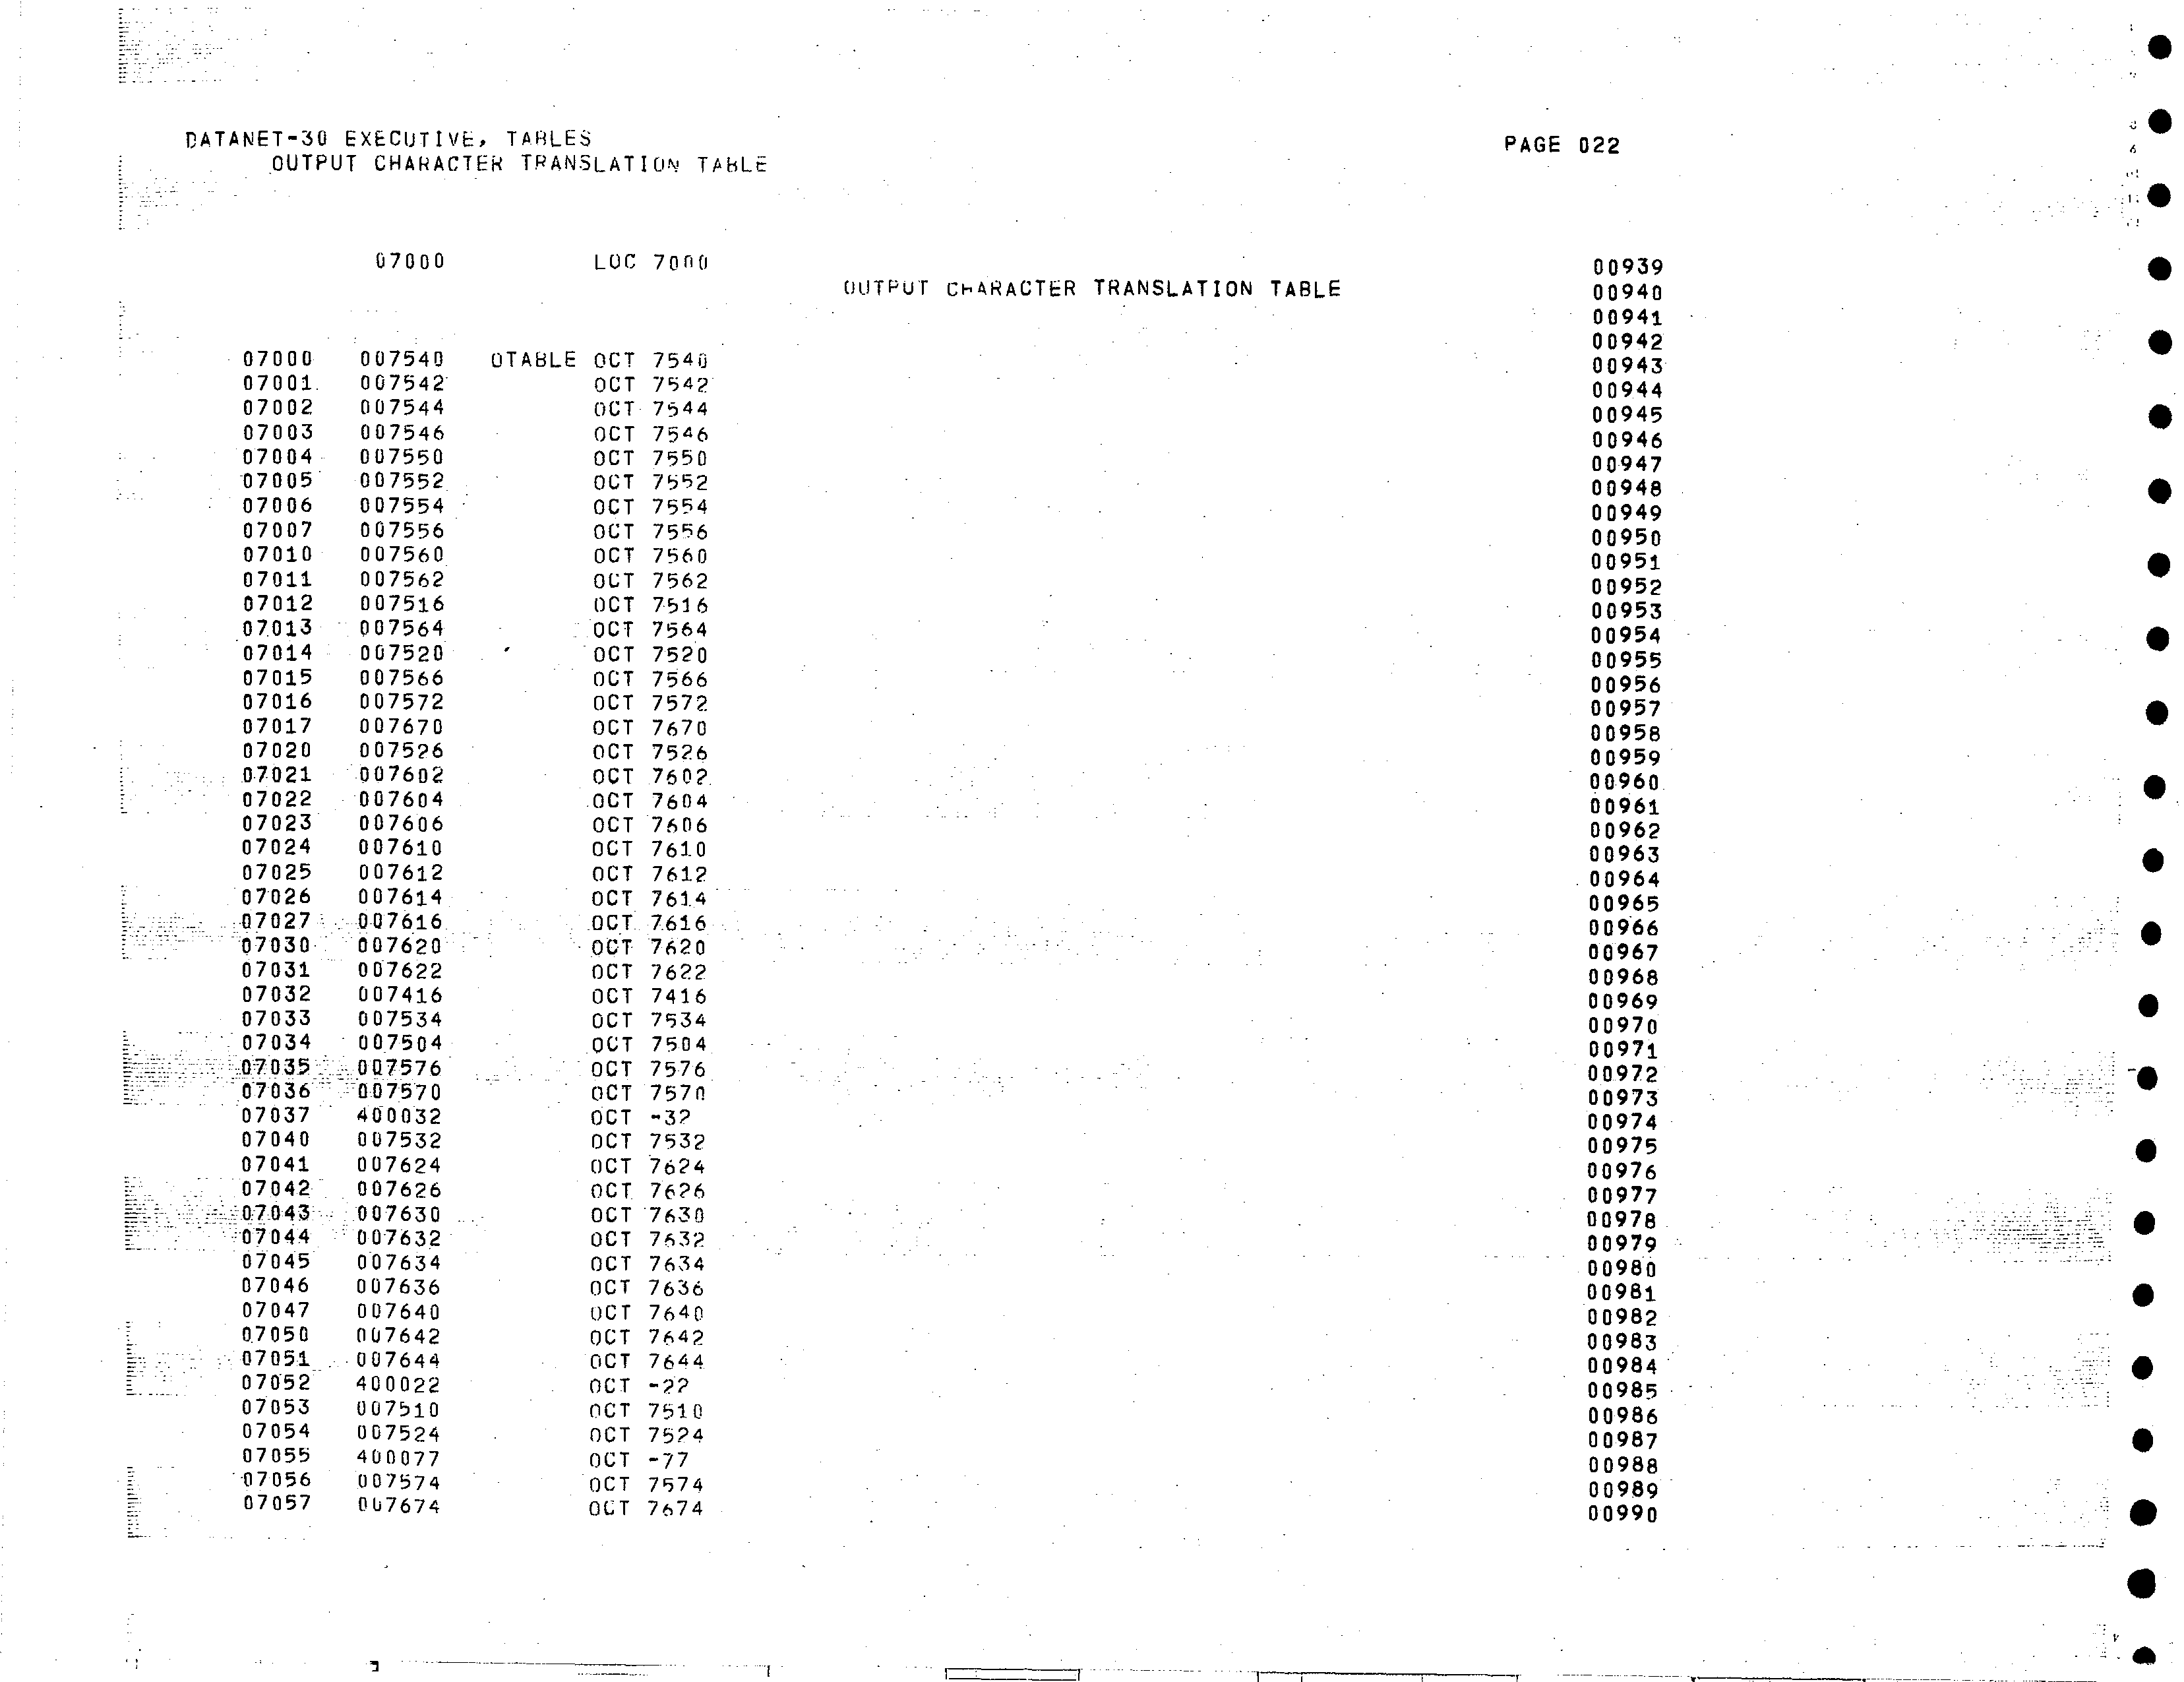 DATANET-30 EXECUTIVE, TABLES PAGE 022
OUTPUT CHARACTER TRANSLATION TABLE
07000 LOC 7000 00939
OUTPUT CHARACTER TRANSLATION TABLE 00940
00941
00942
07000 007540 OTABLE OCT 7540 00943
07001 007542 OCT 7542 00944
07002 007544 OCT 7544 00945
07003 007546 OCT 7546 00946
07004 007550 OCT 7550 00947
07005 007552 OCT 7552 00948
07006 007554 OCT 7554 00949
07007 007556 OCT 7556 00950
07010 007560 OCT 7560 00951
07011 007562 OCT 7562 00952
07012 007516 OCT 7516 00953
07013 007564 OCT 7564 00954
07014 007520 OCT 7520 00955
07015 007566 OCT 7566 00956
07016 007572 OCT 7572 00957
07017 007670 OCT 7670 00958
07020 007526 OCT 7526 00959
07021 007602 OCT 7602 00960
07022 007604 OCT 7604 00961
07023 007606 OCT 7606 00962
07024 007610 OCT 7610 00963
07025 007612 OCT 7612 00964
07026 007614 OCT 7614 00965
07027 007616 OCT 7616 00966
07030 007620 OCT 7620 00967
07031 007622 OCT 7622 00968
07032 007416 OCT 7416 00969
07033 007534 OCT 7534 00970
07034 007504 OCT 7504 00971
07035 007576 OCT 7576 00972
07036 007570 OCT 7570 00973
07037 400032 OCT -32 00974
07040 007532 OCT 7532 00975
07041 007624 OCT 7624 00976
07042 007626 OCT 7626 00977
07043 007630 OCT 7630 00978
07044 007632 OCT 7632 00979
07045 007634 OCT 7634 00980
07046 007636 OCT 7636 00981
07047 007640 OCT 7640 00982
07050 007642 OCT 7642 00983
07051 007644 OCT 7644 00984
07052 400022 OCT -22 00985
07053 007510 OCT 7510 00986
07054 007524 OCT 7524 00987
07055 400077 OCT -77 00988
07056 007574 OCT 7574 00989
07057 007674 OCT 7674 00990